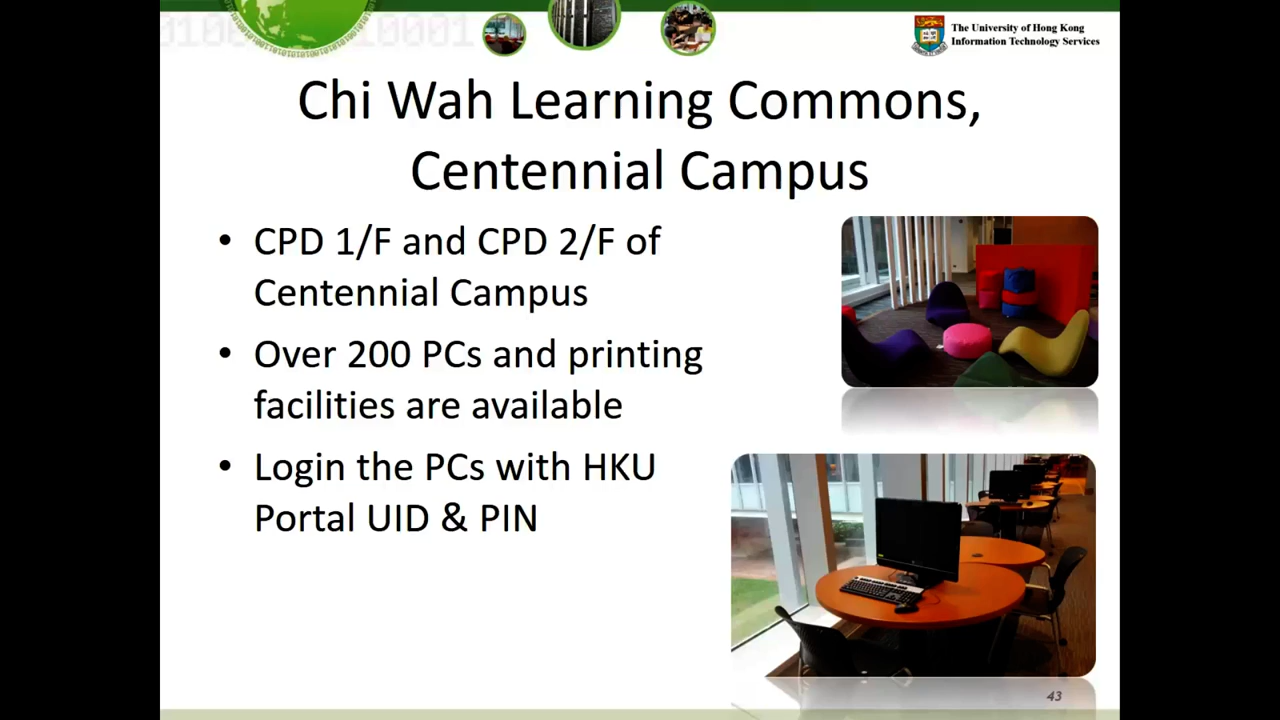 The University of Hong Kong
Information Technology Services
Chi Wah Learning Commons,
Centennial Campus
• CPD 1/F and CPD 2/F of
Centennial Campus
• Over 200 PCs and printing
facilities are available
• Login the PCs with HKU
Portal UID & PIN
43